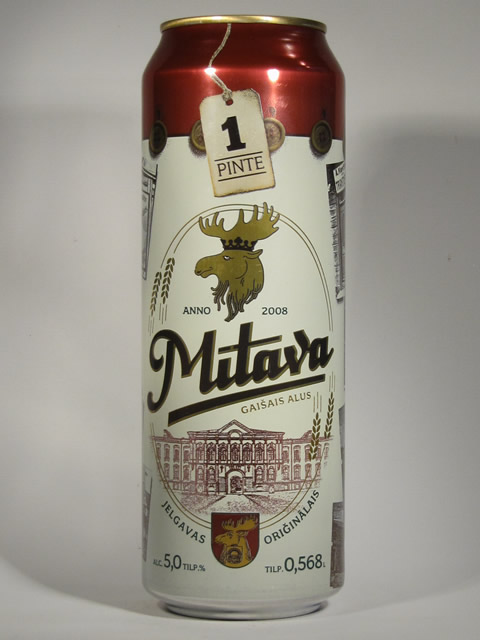 1
PINTE
ANNO 2008
Mitava
GAIŠAIS ALUS
JELGAVAS ORIĢINĀLAIS
ALC. 5,0 TILP.% TILP. 0,568 L